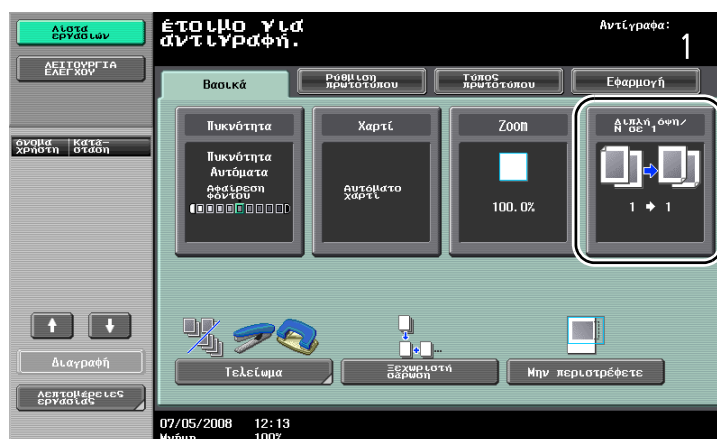 Λίστα
εργασιών
έτοιμο για
αντιγραφή.
Αντίγραφα:
1
ΛΕΙΤΟΥΡΓΙΑ
ΕΛΕΓΧΟΥ
Βασικά
Ρύθμιση
πρωτοτύπου
Τύπος
πρωτοτύπου
Εφαρμογή
όνομα
χρήστη
Κατά-
σταση
Πυκνότητα
Πυκνότητα
Αυτόματα
Αφαίρεση
φόντου
Χαρτί
Αυτόματο
χαρτί
Zoom
100.0%
Διπλή όψη/
N σε 1
1 → 1
Διαγραφή
Λεπτομέρειες
εργασίας
Τελείωμα
Ξεχωριστή
σάρωση
Μην περιστρέφετε
07/05/2008 12:13
Μνήμη 100%